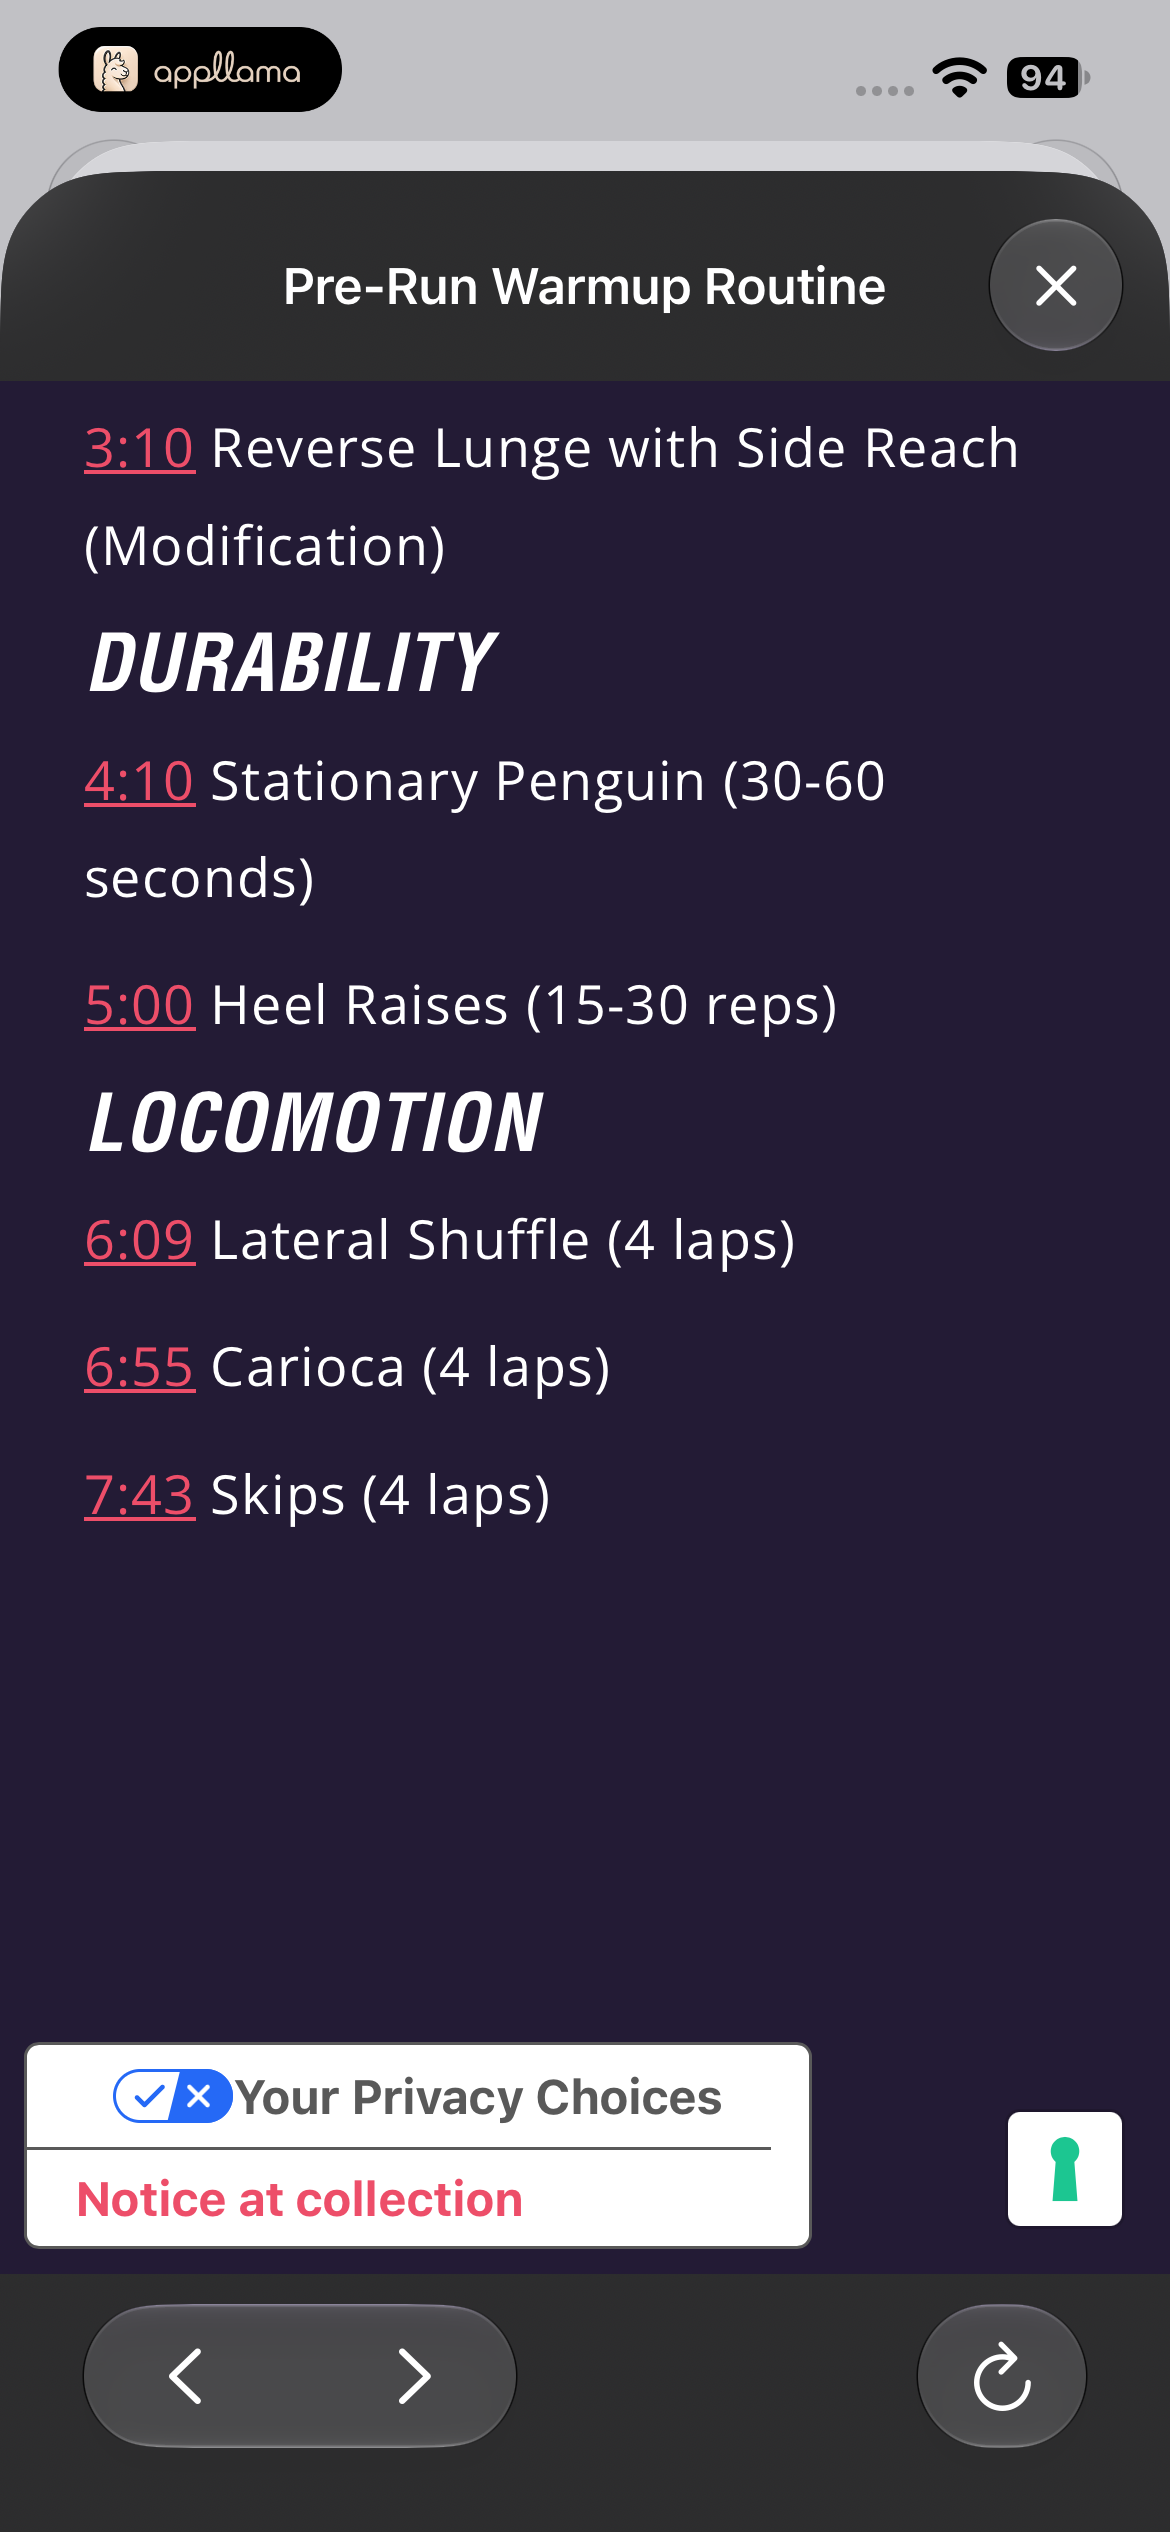 appllama
94
Pre-Run Warmup Routine
3:10 Reverse Lunge with Side Reach
(Modification)
DURABILITY
4:10 Stationary Penguin (30-60
seconds)
5:00 Heel Raises (15-30 reps)
LOCOMOTION
6:09 Lateral Shuffle (4 laps)
6:55 Carioca (4 laps)
7:43 Skips (4 laps)
Your Privacy Choices
Notice at collection